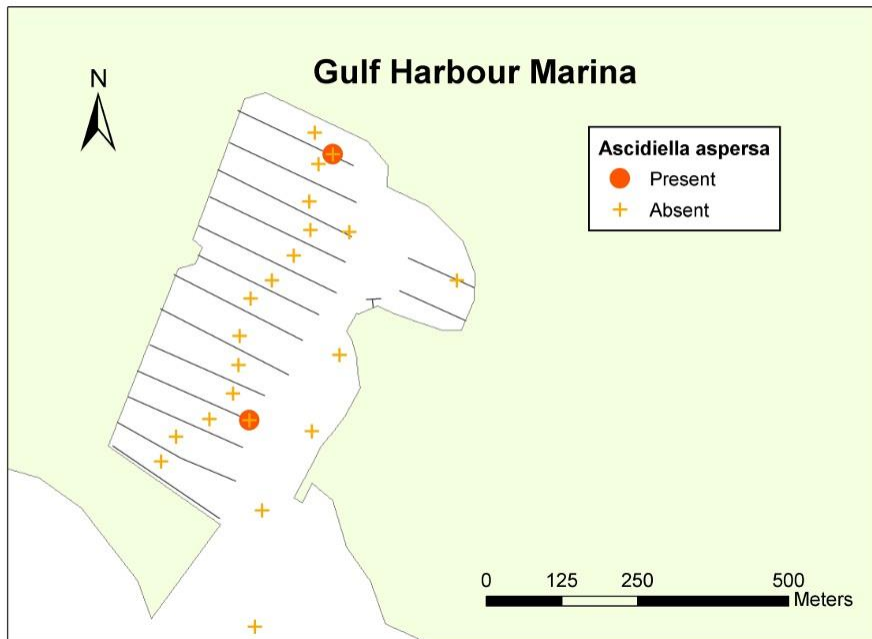 Gulf Harbour Marina
N
Ascidiella aspersa
Present
Absent
0 125 250 500
Meters